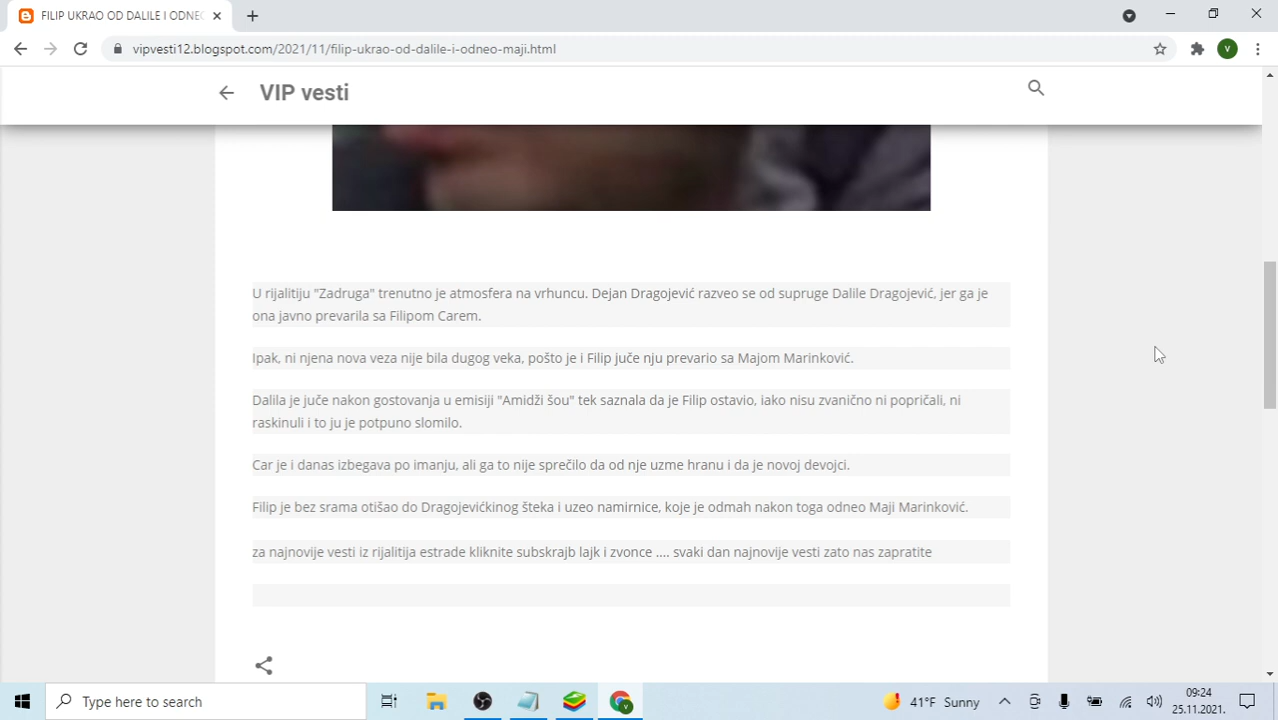 FILIP UKRAO OD DALILE I ODNEO
vipvesti12.blogspot.com/2021/11/filip-ukrao-od-dalile-i-odneo-maji.html
V
VIP vesti
U rijalitiju "Zadruga" trenutno je atmosfera na vrhuncu. Dejan Dragojević razveo se od supruge Dalile Dragojević, jer ga je
ona javno prevarila sa Filipom Carem.
Ipak, ni njena nova veza nije bila dugog veka, pošto je i Filip juče nju prevario sa Majom Marinković.
Dalila je juče nakon gostovanja u emisiji "Amidži šou" tek saznala da je Filip ostavio, iako nisu zvanično ni popričali, ni
raskinuli i to ju je potpuno slomilo.
Car je i danas izbegava po imanju, ali ga to nije sprečilo da od nje uzme hranu i da je novoj devojci.
Filip je bez srama otišao do Dragojevićkinog šteka i uzeo namirnice, koje je odmah nakon toga odneo Maji Marinković.
za najnovije vesti iz rijalitija estrade kliknite subskrajb lajk i zvonce .... svaki dan najnovije vesti zato nas zapratite
Type here to search
41°F Sunny
09:24
25.11.2021.